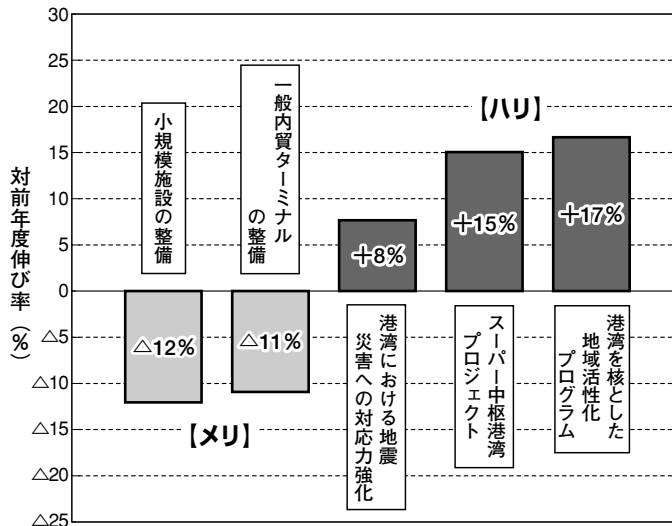 対前年度伸び率(%)
30
25
20
15
10
5
0
△5
△10
△15
△20
△25
小規模施設の整備
一般内貿ターミナル
の整備
【ハリ】
+8%
+15%
+17%
△12%
△11%
【メリ】
港湾における地震
災害への対応力強化
スーパー中枢港湾
プロジェクト
港湾を核とした
地域活性化
プログラム